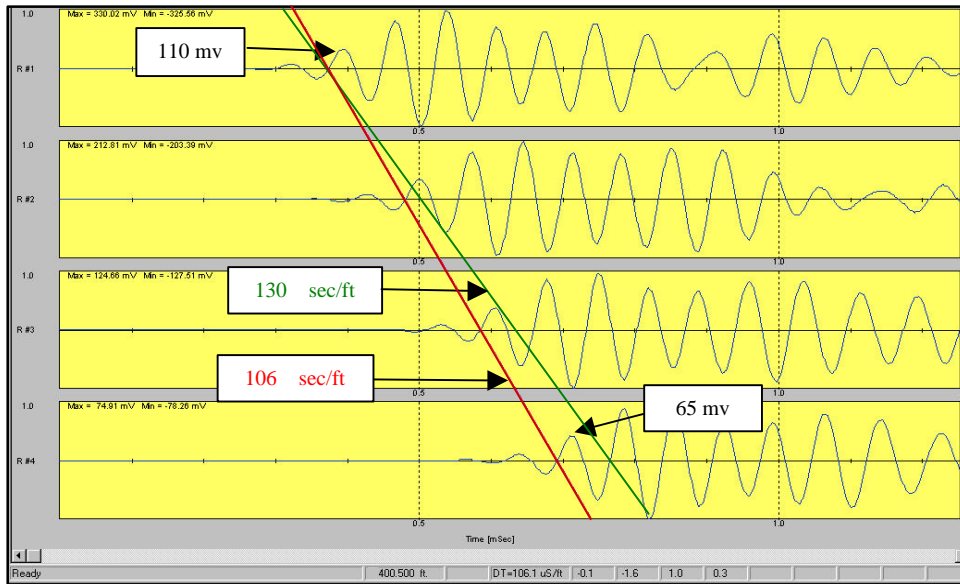 1.0
Max = 330.02 mV Min = -325.56 mV
110 mv
R #1
0.5
1.0
1.0
Max = 212.81 mV Min = -203.39 mV
R #2
0.5
1.0
1.0
Max = 124.66 mV Min = -127.51 mV
130 sec/ft
R #3
106 sec/ft
0.5
1.0
1.0
Max = 74.91 mV Min = -78.26 mV
65 mv
R #4
0.5
1.0
Time [mSec]
Ready 400.500 ft. DT=106.1 uS/ft -0.1 -1.6 1.0 0.3